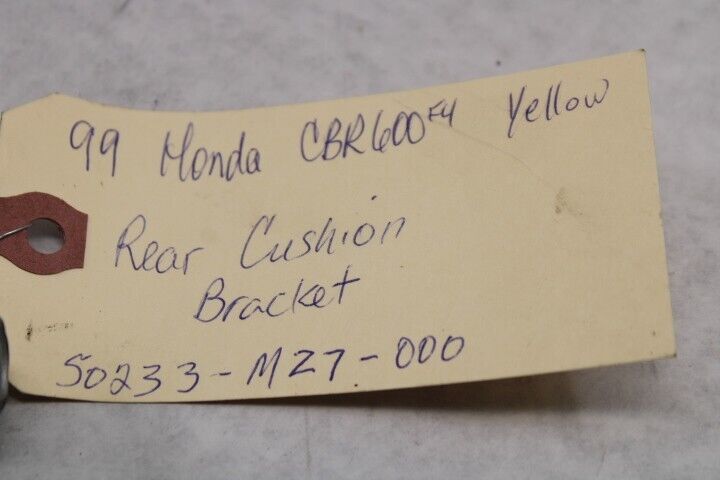 99 Honda CBR600F4 Yellow
Rear Cushion
Bracket
50233-MZ7-000